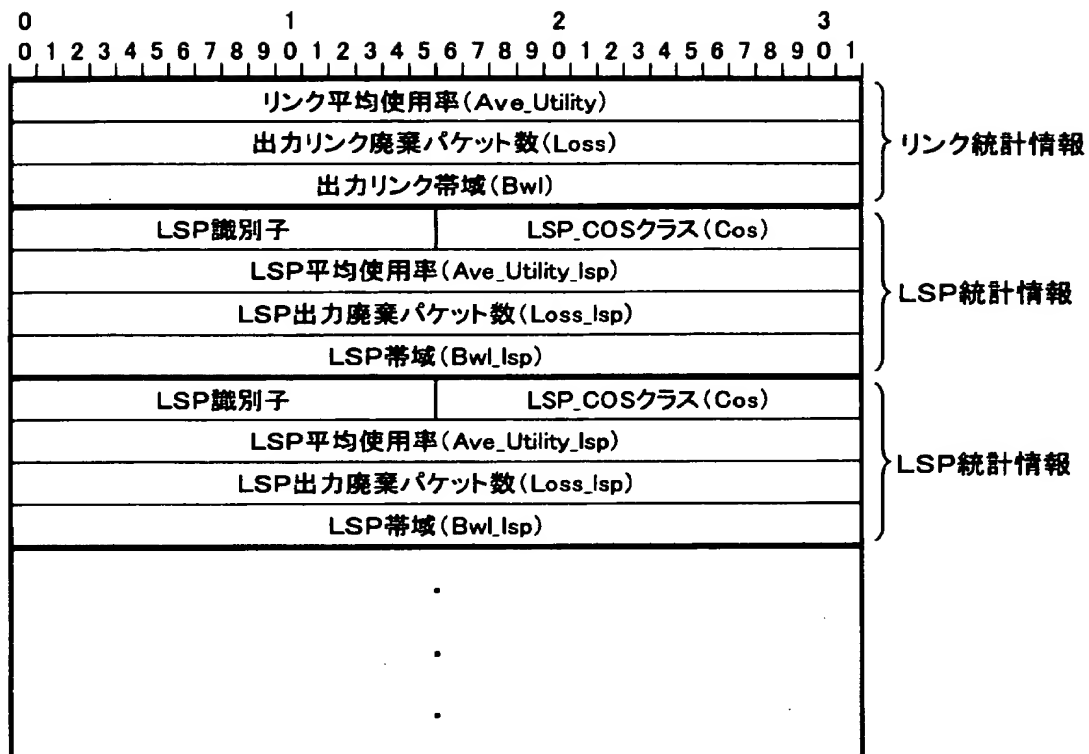 0 1 2 3
0 1 2 3 4 5 6 7 8 9 0 1 2 3 4 5 6 7 8 9 0 1 2 3 4 5 6 7 8 9 0 1
リンク平均使用率(Ave_Utility)
出力リンク廃棄パケット数(Loss)
出力リンク帯域(Bwl)
リンク統計情報
LSP識別子 LSP_COSクラス(Cos)
LSP平均使用率(Ave_Utility_lsp)
LSP出力廃棄パケット数(Loss_lsp)
LSP帯域(Bwl_lsp)
LSP統計情報
LSP識別子 LSP_COSクラス(Cos)
LSP平均使用率(Ave_Utility_lsp)
LSP出力廃棄パケット数(Loss_lsp)
LSP帯域(Bwl_lsp)
LSP統計情報